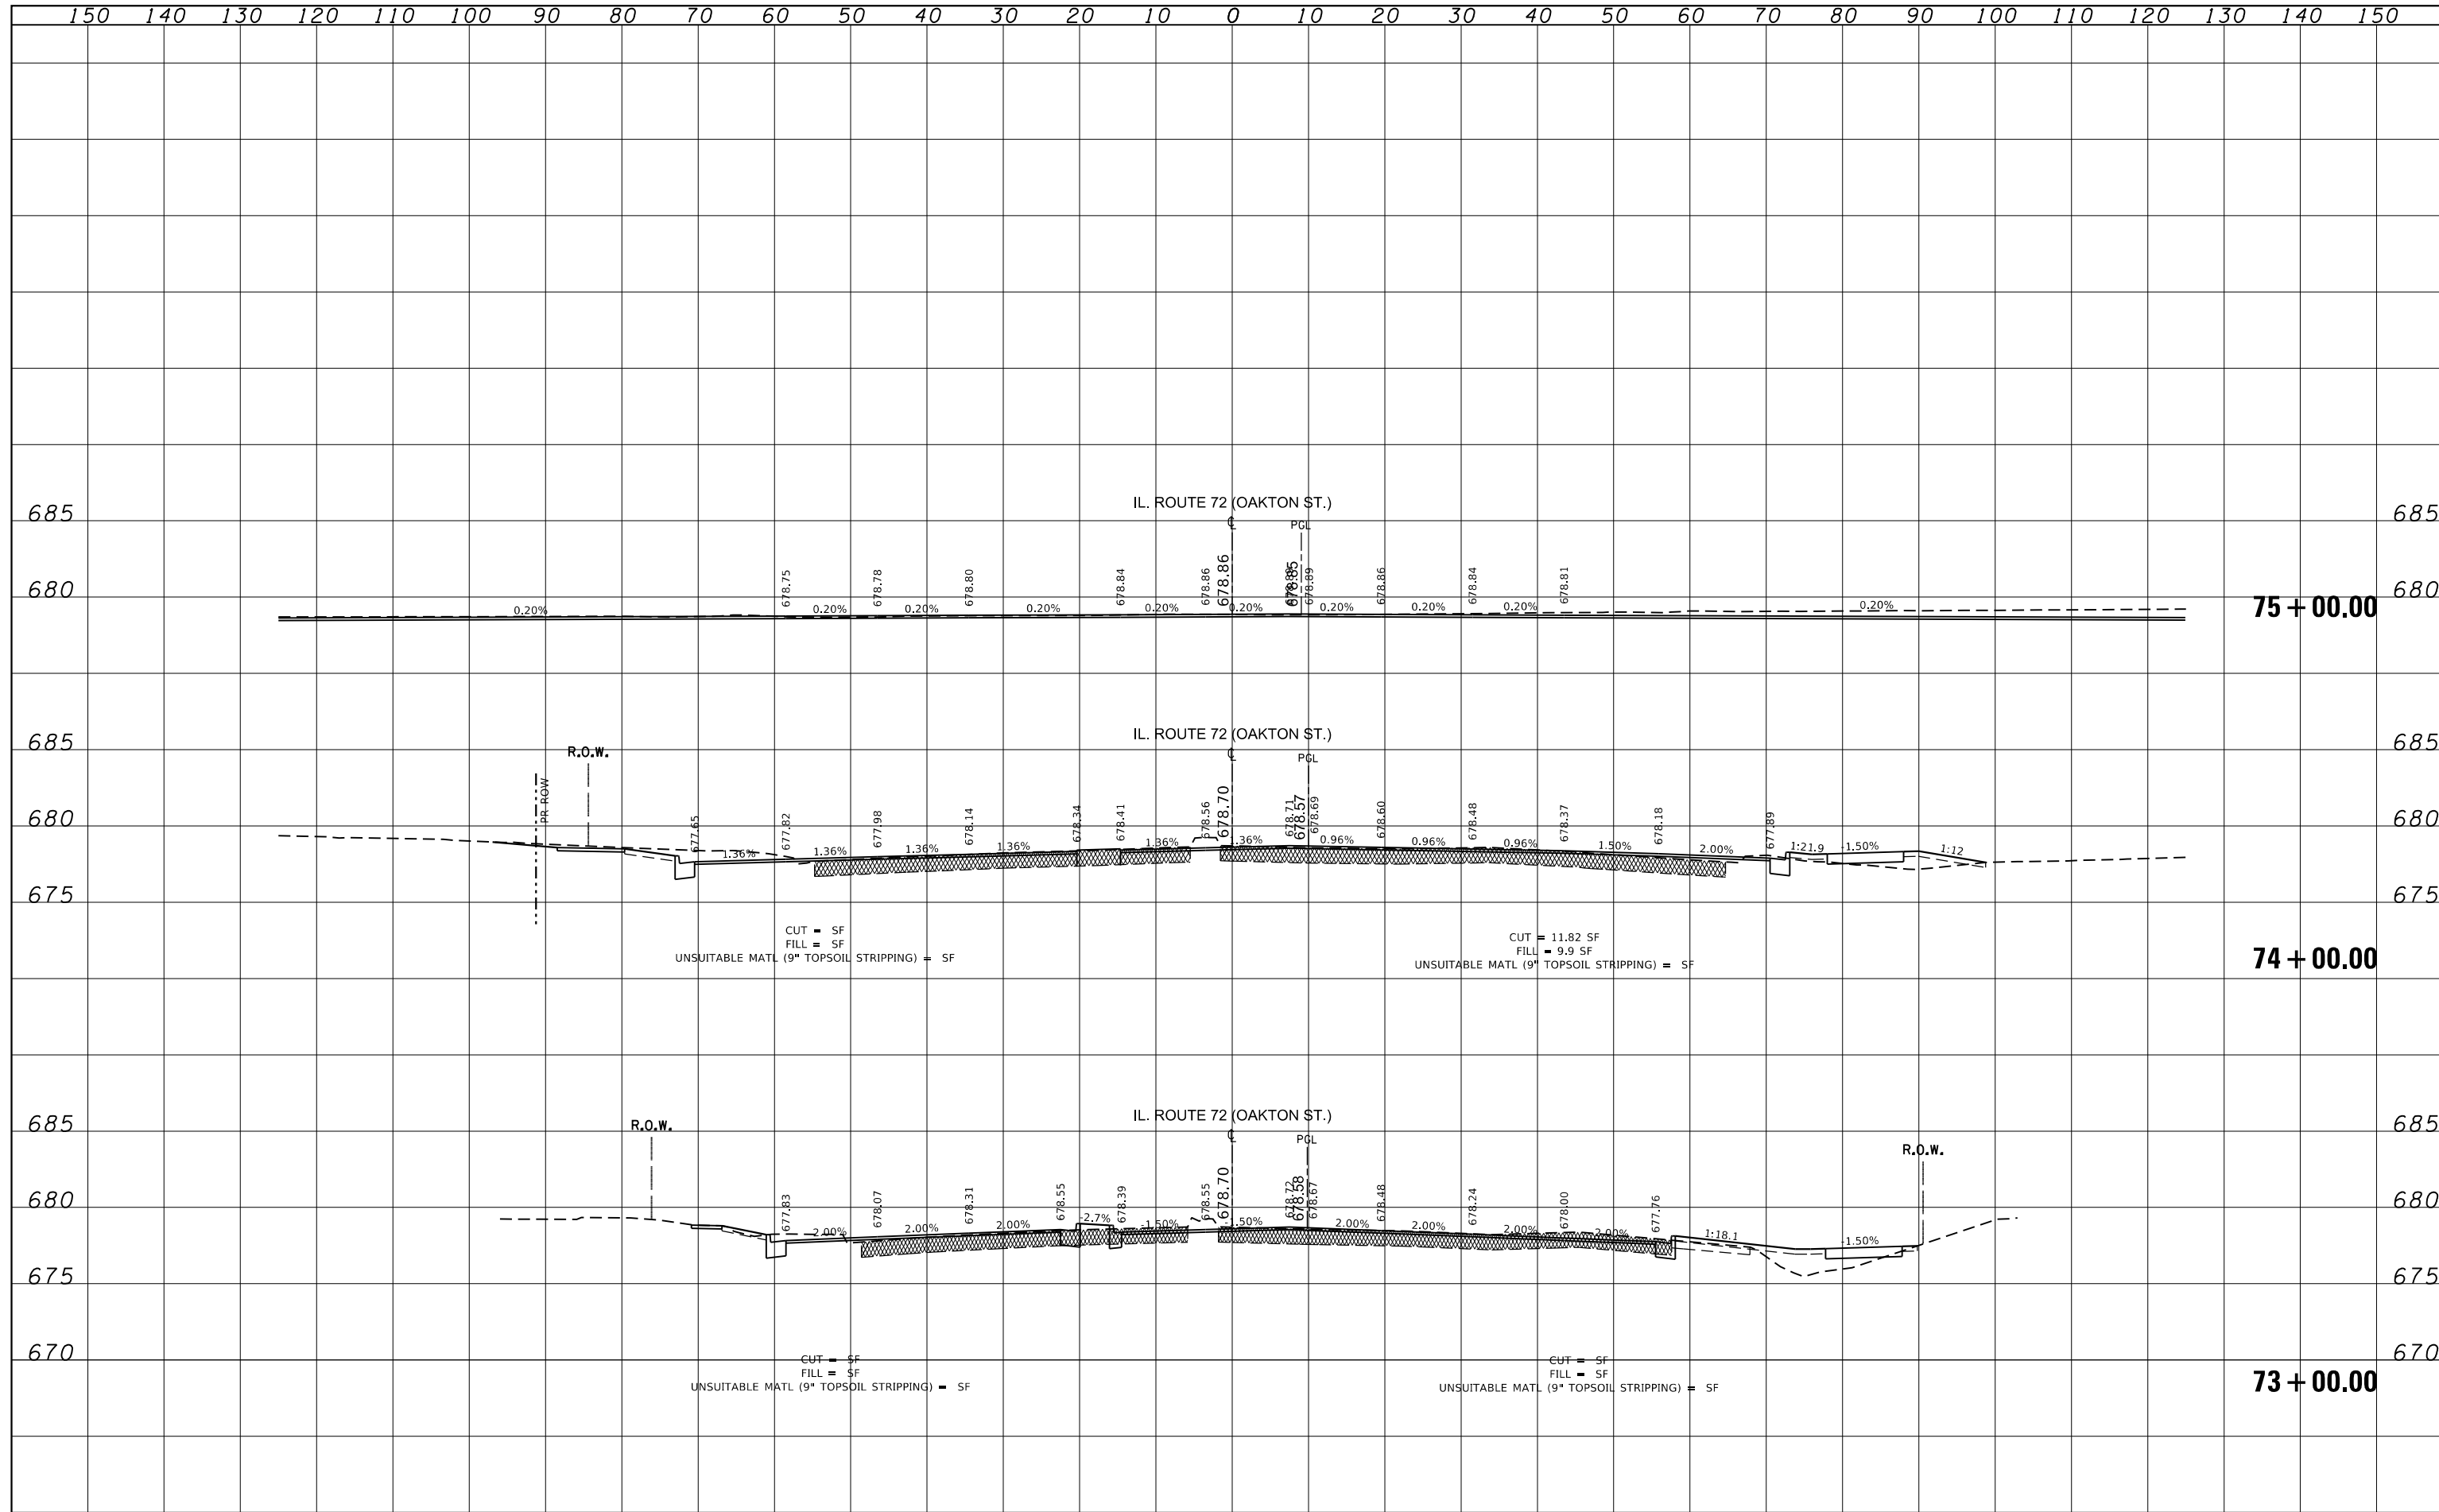 150 140 130 120 110 100 90 80 70 60 50 40 30 20 10 0 10 20 30 40 50 60 70 80 90 100 110 120 130 140 150
IL. ROUTE 72 (OAKTON ST.)
685 685
℄ PGL
678.75 678.78 678.80 678.84 678.86 678.86 678.85 678.89 678.86 678.84 678.81
680 680
0.20% 0.20% 0.20% 0.20% 0.20% 0.20% 0.20% 0.20% 0.20% 0.20%
75+00.00
IL. ROUTE 72 (OAKTON ST.)
685 685
R.O.W. ℄ PGL
PR ROW
680 680
677.65 677.82 677.98 678.14 678.34 678.41 678.56 678.70 678.71 678.57 678.69 678.60 678.48 678.37 678.18 677.89
1.36% 1.36% 1.36% 1.36% 1.36% 1.36% 0.96% 0.96% 0.96% 1.50% 2.00% 1:21.9 -1.50% 1:12
675 675
CUT = SF
FILL = SF
UNSUITABLE MATL (9" TOPSOIL STRIPPING) = SF
CUT = 11.82 SF
FILL = 9.9 SF
UNSUITABLE MATL (9" TOPSOIL STRIPPING) = SF
74+00.00
IL. ROUTE 72 (OAKTON ST.)
685 685
R.O.W. ℄ PGL R.O.W.
680 680
677.83 678.07 678.31 678.55 678.39 678.55 678.70 678.72 678.58 678.67 678.48 678.24 678.00 677.76
2.00% 2.00% 2.00% -2.7% -1.50% -1.50% 2.00% 2.00% 2.00% 2.00% 1:18.1 -1.50%
675 675
670 670
CUT = SF
FILL = SF
UNSUITABLE MATL (9" TOPSOIL STRIPPING) = SF
CUT = SF
FILL = SF
UNSUITABLE MATL (9" TOPSOIL STRIPPING) = SF
73+00.00